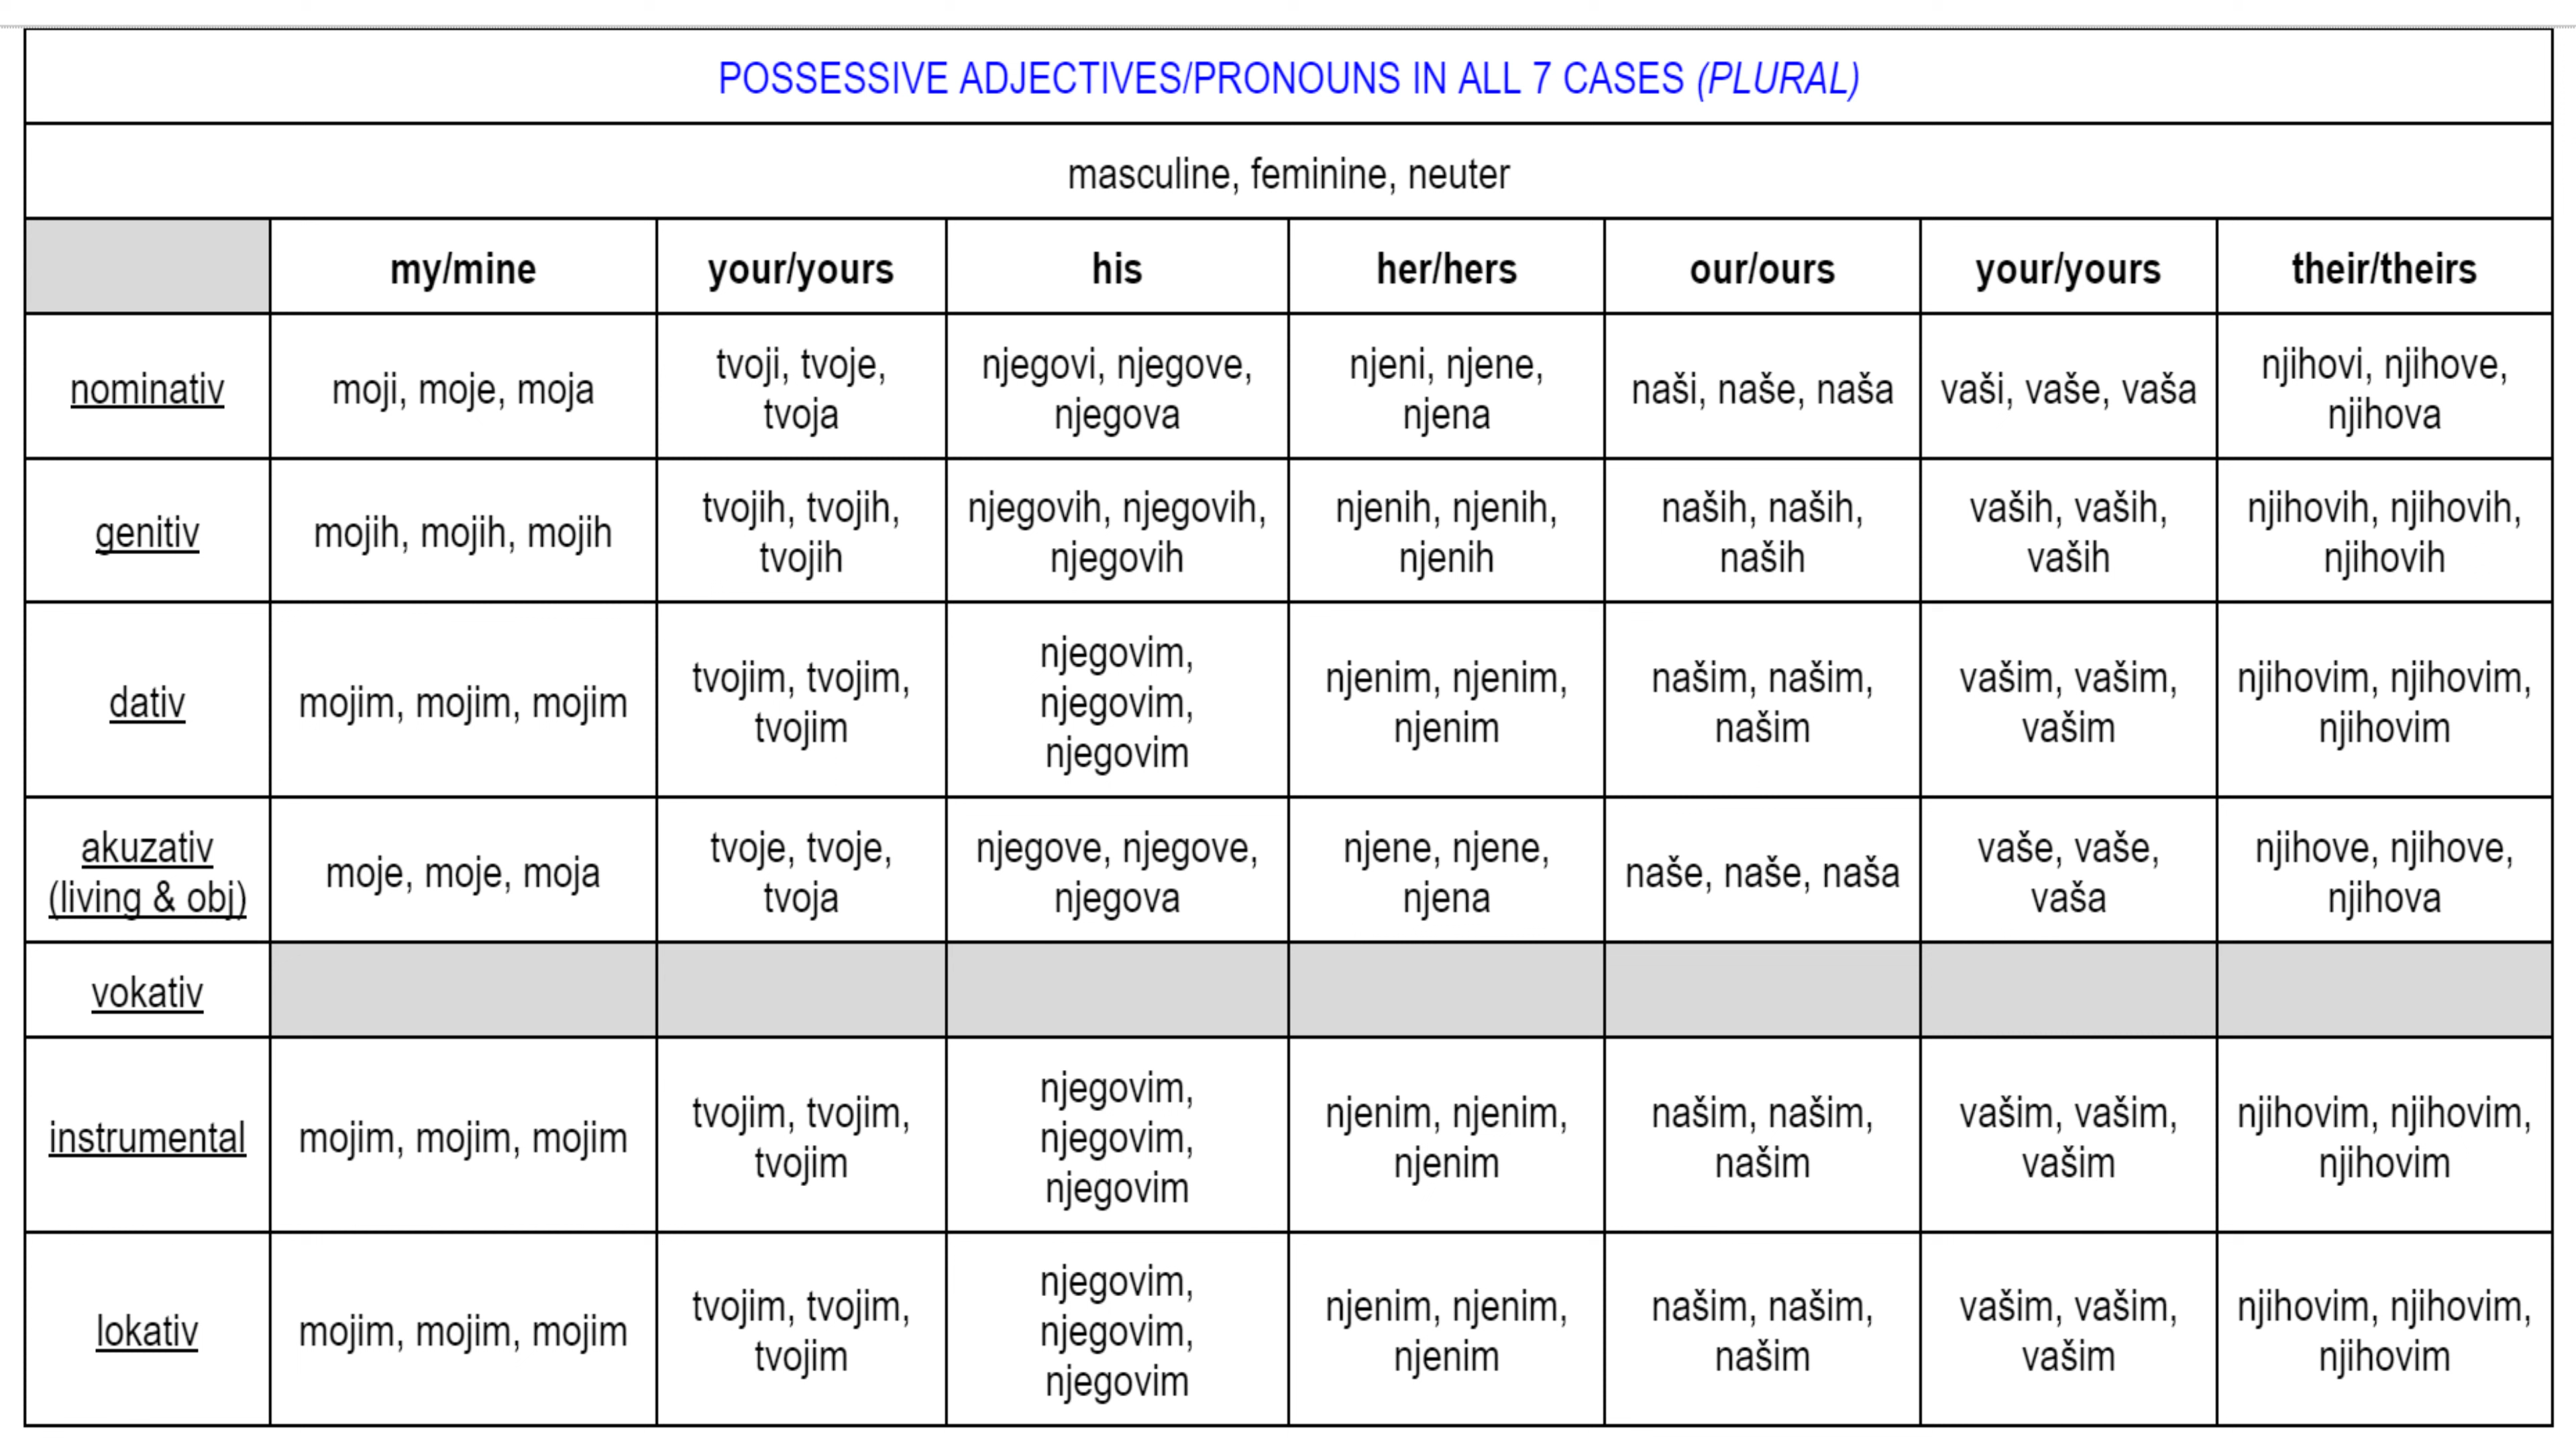 POSSESSIVE ADJECTIVES/PRONOUNS IN ALL 7 CASES (PLURAL)
masculine, feminine, neuter
my/mine your/yours his her/hers our/ours your/yours their/theirs
nominativ
moji, moje, moja
tvoji, tvoje,
tvoja
njegovi, njegove,
njegova
njeni, njene,
njena
naši, naše, naša
vaši, vaše, vaša
njihovi, njihove,
njihova
genitiv
mojih, mojih, mojih
tvojih, tvojih,
tvojih
njegovih, njegovih,
njegovih
njenih, njenih,
njenih
naših, naših,
naših
vaših, vaših,
vaših
njihovih, njihovih,
njihovih
dativ
mojim, mojim, mojim
tvojim, tvojim,
tvojim
njegovim,
njegovim,
njegovim
njenim, njenim,
njenim
našim, našim,
našim
vašim, vašim,
vašim
njihovim, njihovim,
njihovim
akuzativ
(living & obj)
moje, moje, moja
tvoje, tvoje,
tvoja
njegove, njegove,
njegova
njene, njene,
njena
naše, naše, naša
vaše, vaše,
vaša
njihove, njihove,
njihova
vokativ
instrumental
mojim, mojim, mojim
tvojim, tvojim,
tvojim
njegovim,
njegovim,
njegovim
njenim, njenim,
njenim
našim, našim,
našim
vašim, vašim,
vašim
njihovim, njihovim,
njihovim
lokativ
mojim, mojim, mojim
tvojim, tvojim,
tvojim
njegovim,
njegovim,
njegovim
njenim, njenim,
njenim
našim, našim,
našim
vašim, vašim,
vašim
njihovim, njihovim,
njihovim